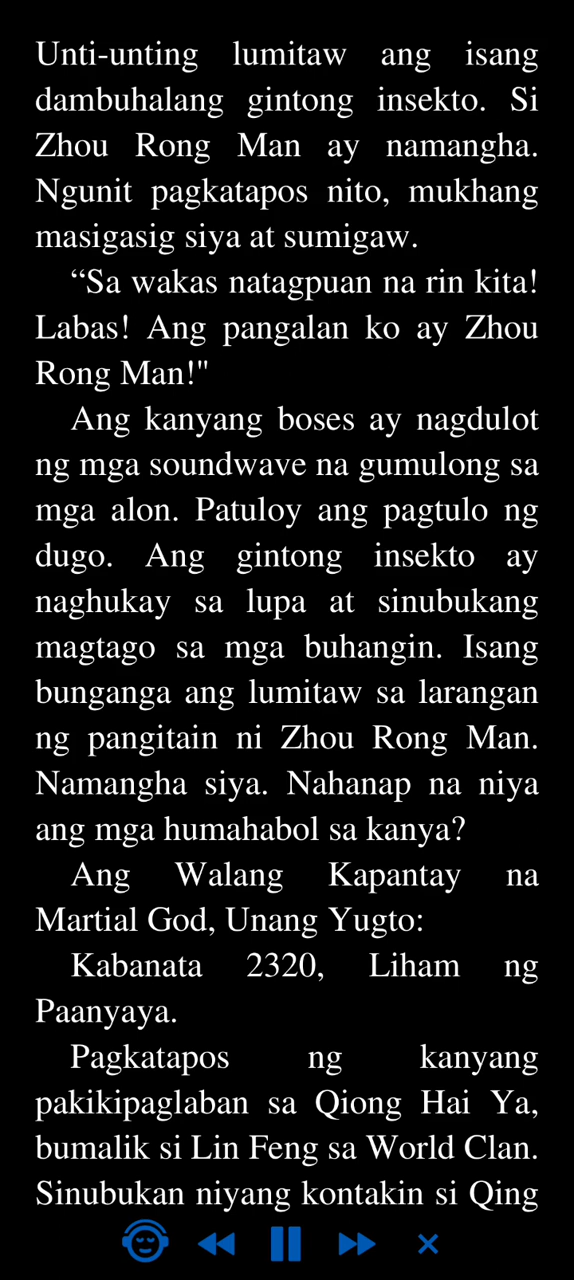 Unti-unting lumitaw ang isang
dambuhalang gintong insekto. Si
Zhou Rong Man ay namangha.
Ngunit pagkatapos nito, mukhang
masigasig siya at sumigaw.
“Sa wakas natagpuan na rin kita!
Labas! Ang pangalan ko ay Zhou
Rong Man!"
Ang kanyang boses ay nagdulot
ng mga soundwave na gumulong sa
mga alon. Patuloy ang pagtulo ng
dugo. Ang gintong insekto ay
naghukay sa lupa at sinubukang
magtago sa mga buhangin. Isang
bunganga ang lumitaw sa larangan
ng pangitain ni Zhou Rong Man.
Namangha siya. Nahanap na niya
ang mga humahabol sa kanya?
Ang Walang Kapantay na
Martial God, Unang Yugto:
Kabanata 2320, Liham ng
Paanyaya.
Pagkatapos ng kanyang
pakikipaglaban sa Qiong Hai Ya,
bumalik si Lin Feng sa World Clan.
Sinubukan niyang kontakin si Qing